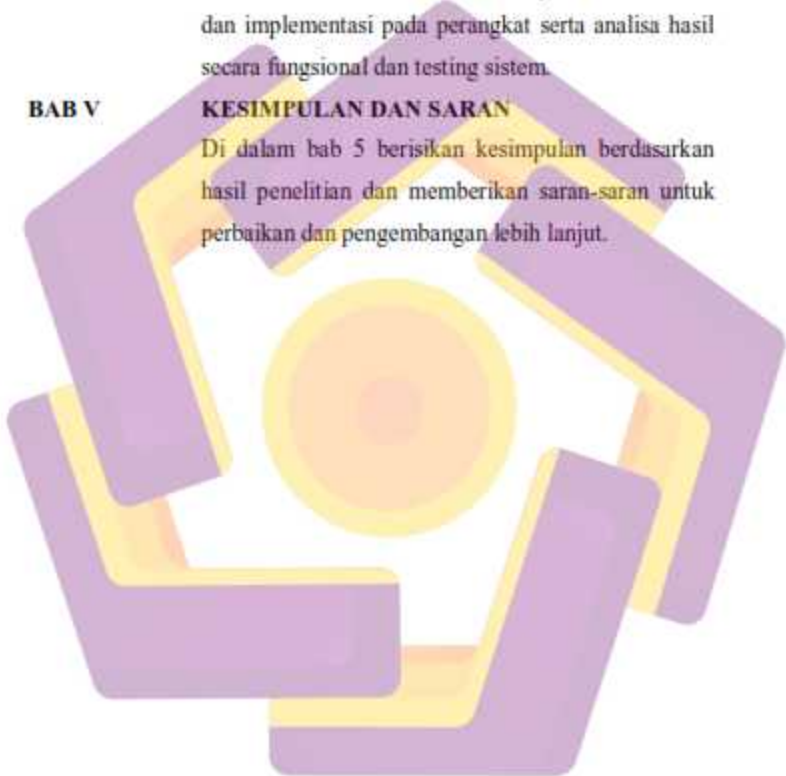 dan implementasi pada perangkat serta analisa hasil
secara fungsional dan testing sistem.
BAB V KESIMPULAN DAN SARAN
Di dalam bab 5 berisikan kesimpulan berdasarkan
hasil penelitian dan memberikan saran-saran untuk
perbaikan dan pengembangan lebih lanjut.